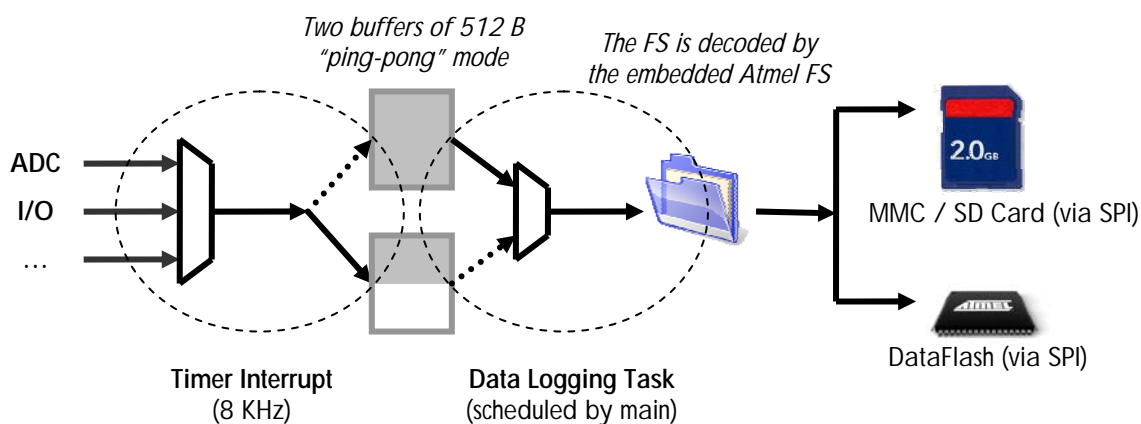 Two buffers of 512 B
“ping-pong” mode
The FS is decoded by
the embedded Atmel FS
ADC
I/O
...
2.0GB
MMC / SD Card (via SPI)
ATMEL
DataFlash (via SPI)
Timer Interrupt
(8 KHz)
Data Logging Task
(scheduled by main)